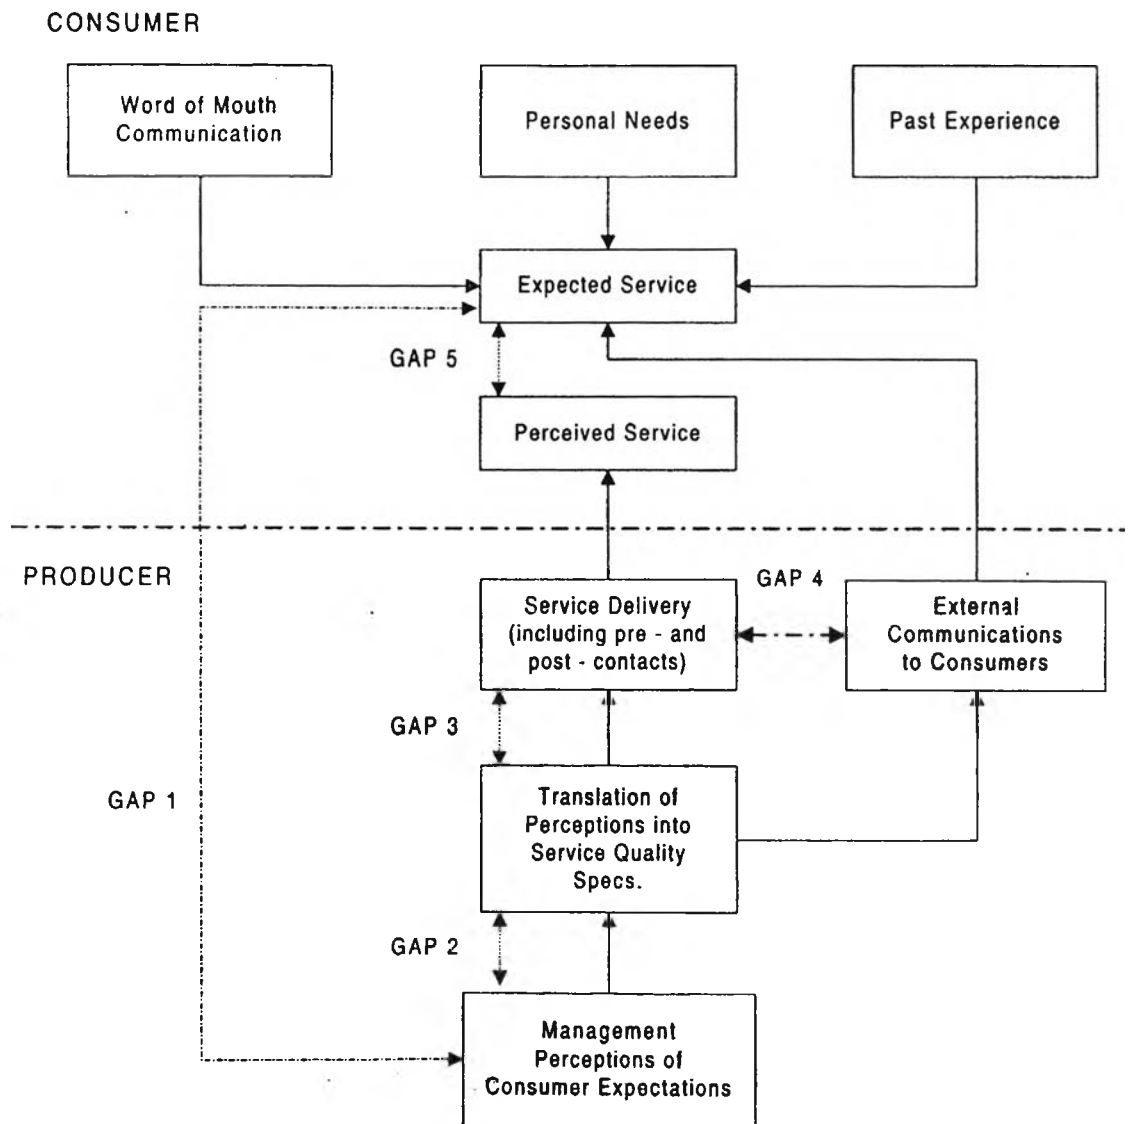 CONSUMER
Word of Mouth
Communication
Personal Needs
Past Experience
Expected Service
GAP 5
Perceived Service
PRODUCER
GAP 4
Service Delivery
(including pre - and
post - contacts)
External
Communications
to Consumers
GAP 3
GAP 1
Translation of
Perceptions into
Service Quality
Specs.
GAP 2
Management
Perceptions of
Consumer Expectations